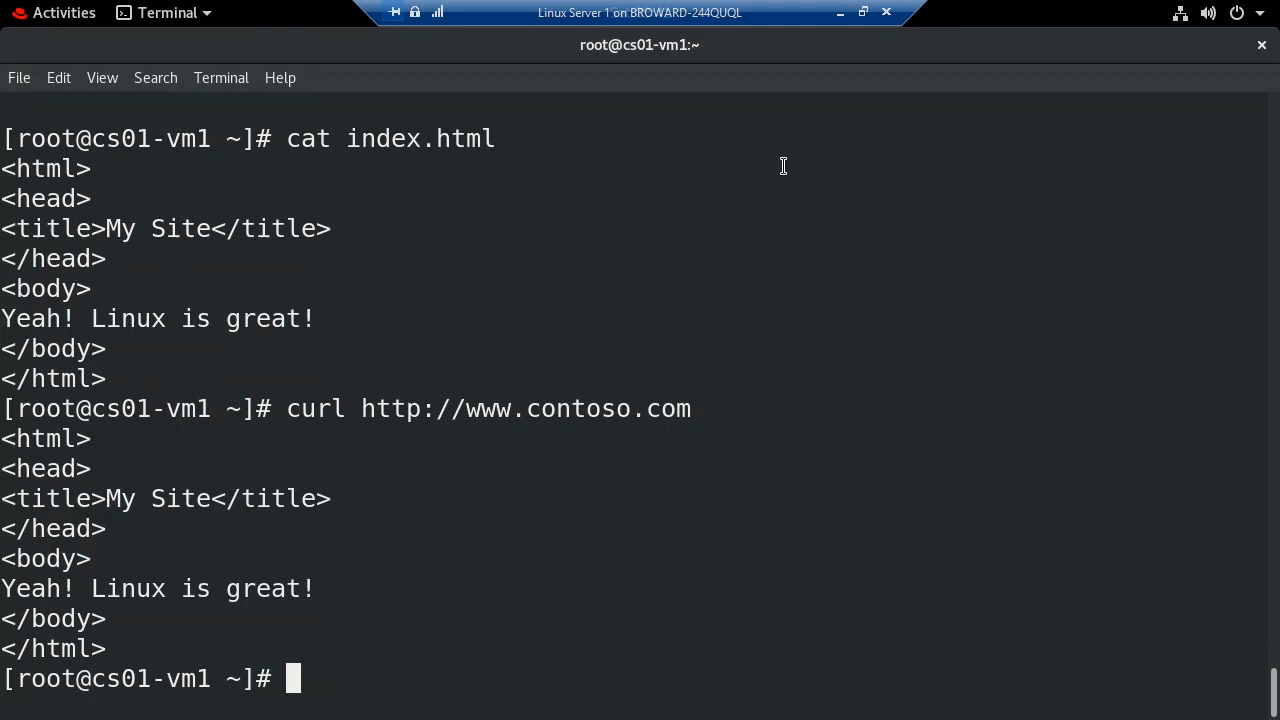 Activities Terminal Linux Server 1 on BROWARD-244QUQL
root@cs01-vm1:~
File Edit View Search Terminal Help
[root@cs01-vm1 ~]# cat index.html
<html>
<head>
<title>My Site</title>
</head>
<body>
Yeah! Linux is great!
</body>
</html>
[root@cs01-vm1 ~]# curl http://www.contoso.com
<html>
<head>
<title>My Site</title>
</head>
<body>
Yeah! Linux is great!
</body>
</html>
[root@cs01-vm1 ~]#